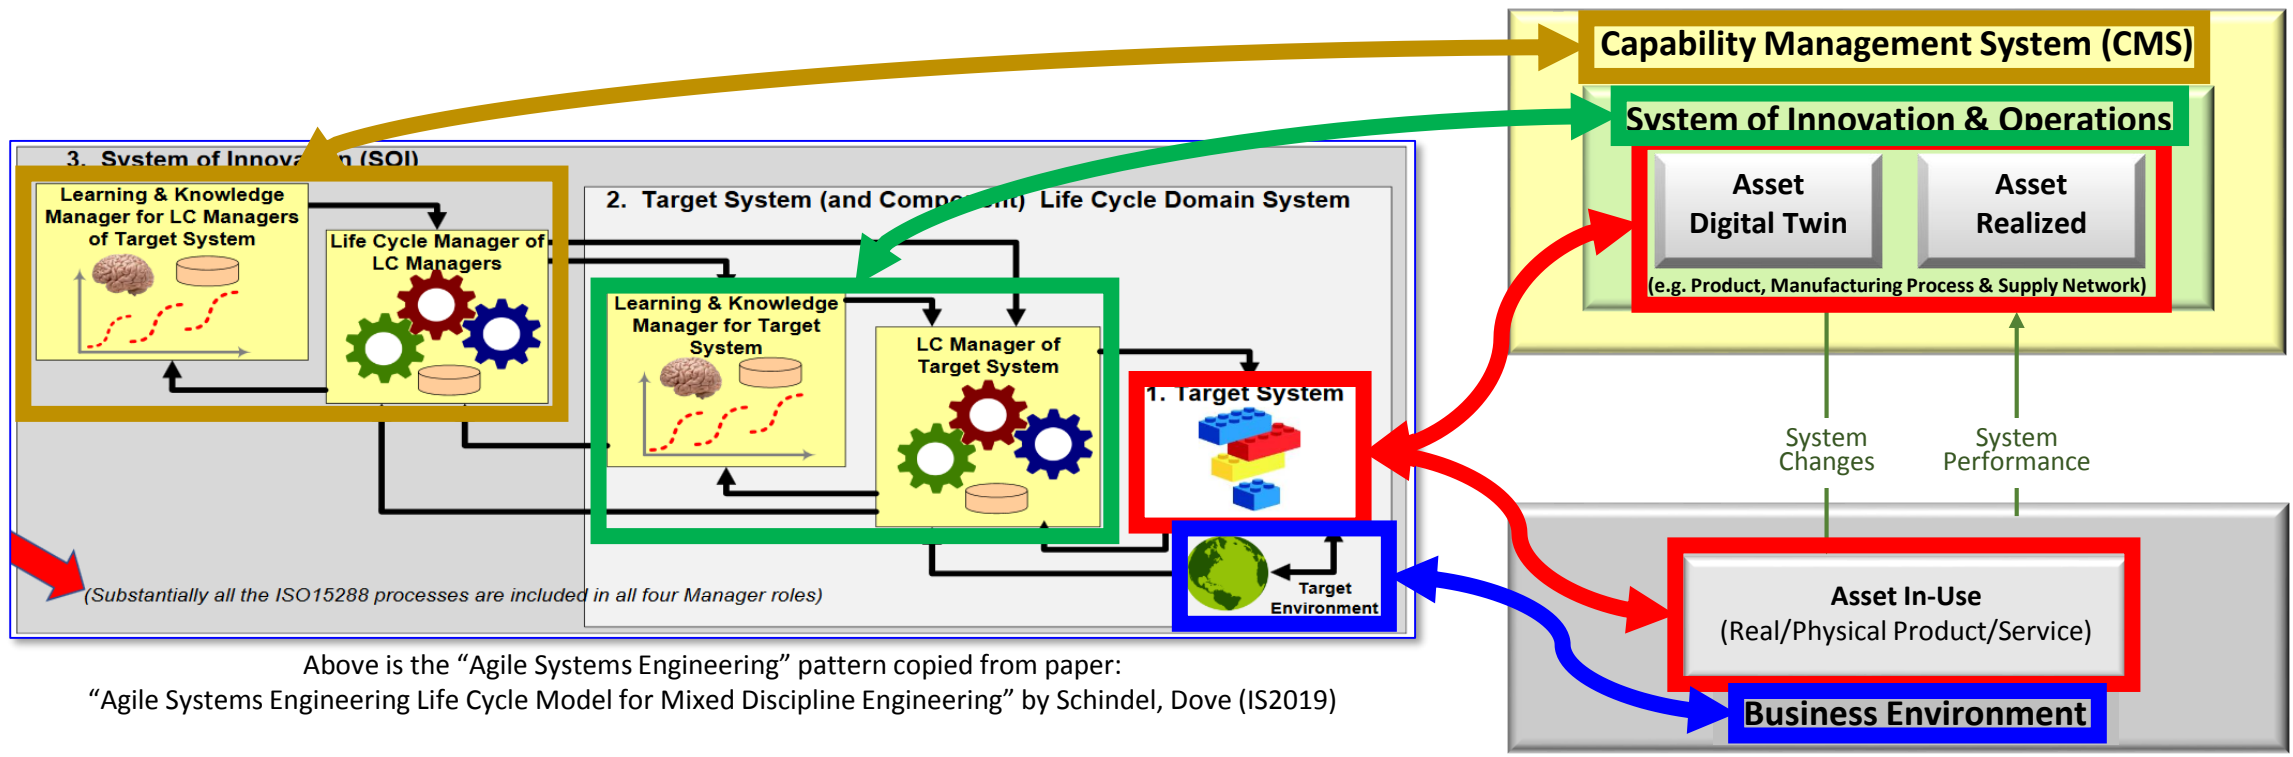 Capability Management System (CMS)
System of Innovation & Operations
Asset
Digital Twin
Asset
Realized
(e.g. Product, Manufacturing Process & Supply Network)
System
Changes
System
Performance
Asset In-Use
(Real/Physical Product/Service)
Business Environment
3. System of Innovation (SOI)
Learning & Knowledge
Manager for LC Managers
of Target System
Life Cycle Manager of
LC Managers
2. Target System (and Component) Life Cycle Domain System
Learning & Knowledge
Manager for Target
System
LC Manager of
Target System
1. Target System
Target
Environment
(Substantially all the ISO15288 processes are included in all four Manager roles)
Above is the “Agile Systems Engineering” pattern copied from paper:
“Agile Systems Engineering Life Cycle Model for Mixed Discipline Engineering” by Schindel, Dove (IS2019)